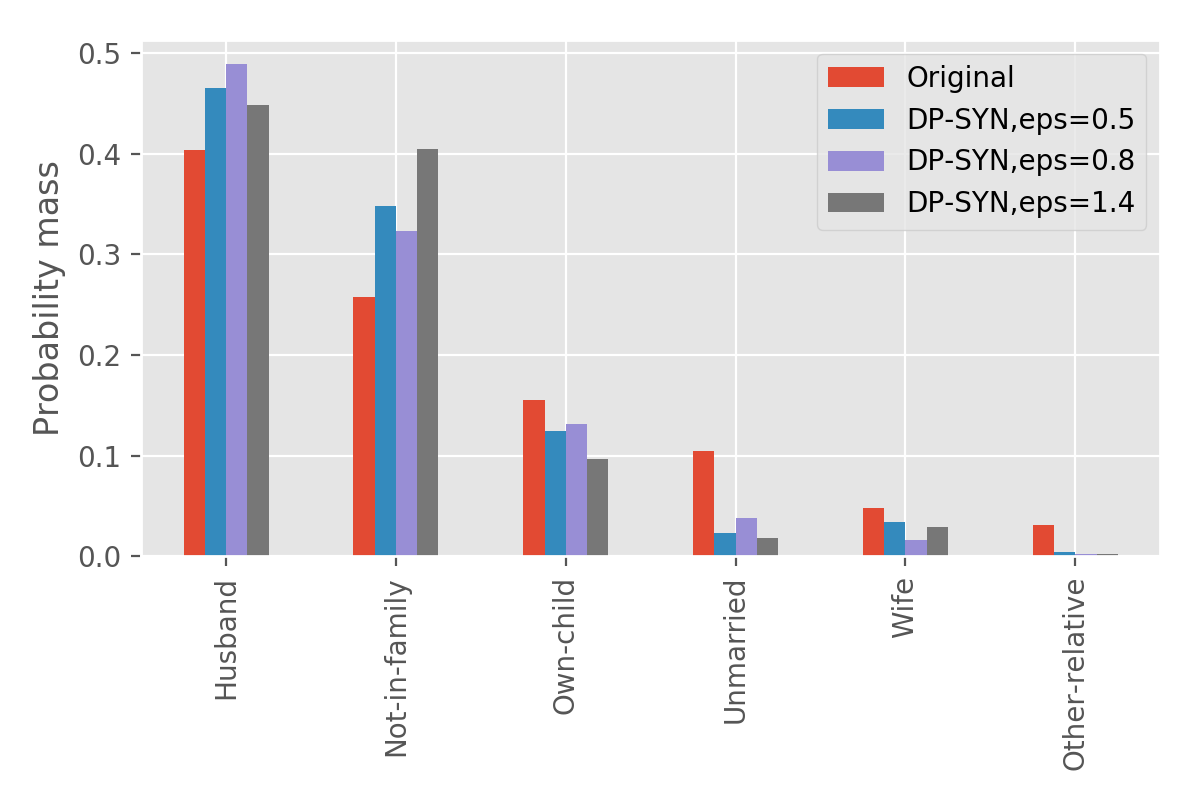 Probability mass
0.5
0.4
0.3
0.2
0.1
0.0
Original
DP-SYN,eps=0.5
DP-SYN,eps=0.8
DP-SYN,eps=1.4
Husband
Not-in-family
Own-child
Unmarried
Wife
Other-relative